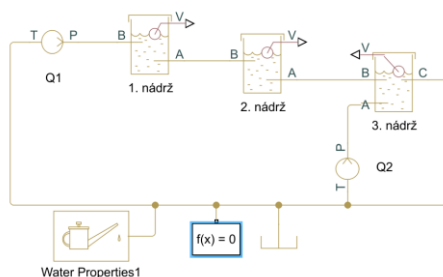 V
V
V
T P B
B
Q1
A
A
B C
1. nádrž
2. nádrž
A
3. nádrž
P
Q2
T
f(x) = 0
Water Properties1